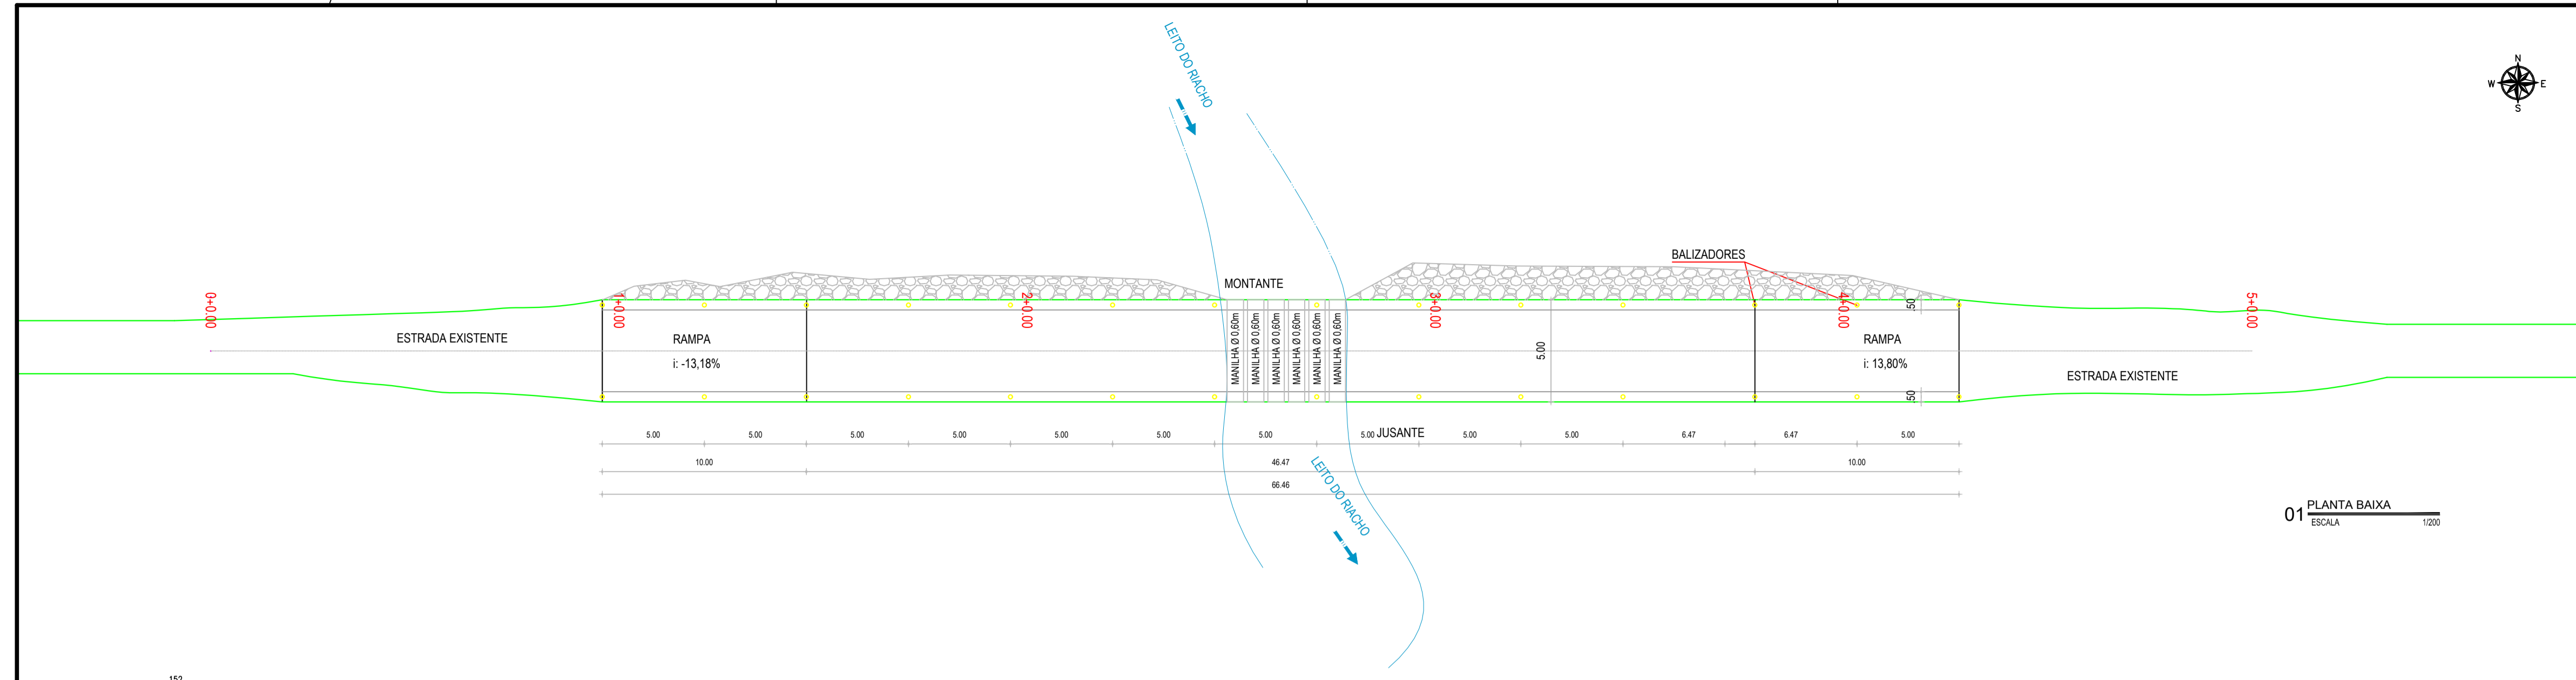 LEITO DO RIACHO
N
W E
S
BALIZADORES
MONTANTE
0+0.00
1+0.00
2+0.00
3+0.00
4+0.00
5+0.00
.50
MANILHA Ø 0,60m
MANILHA Ø 0,60m
MANILHA Ø 0,60m
MANILHA Ø 0,60m
MANILHA Ø 0,60m
MANILHA Ø 0,60m
ESTRADA EXISTENTE
RAMPA
i: -13,18%
5.00
RAMPA
i: 13,80%
ESTRADA EXISTENTE
.50
JUSANTE
5.00 5.00 5.00 5.00 5.00 5.00 5.00 5.00 5.00 5.00 6.47 6.47 5.00
10.00 46.47 10.00
66.46
LEITO DO RIACHO
01 PLANTA BAIXA
ESCALA 1/200